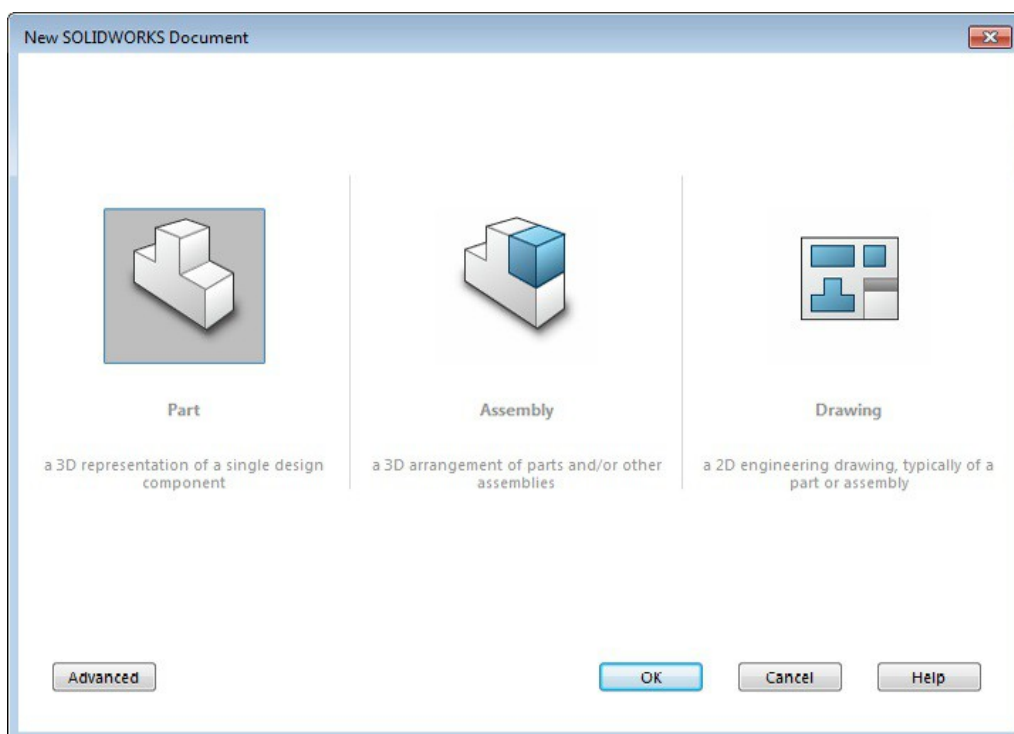 New SOLIDWORKS Document
Part
a 3D representation of a single design
component
Assembly
a 3D arrangement of parts and/or other
assemblies
Drawing
a 2D engineering drawing, typically of a
part or assembly
Advanced
OK
Cancel
Help